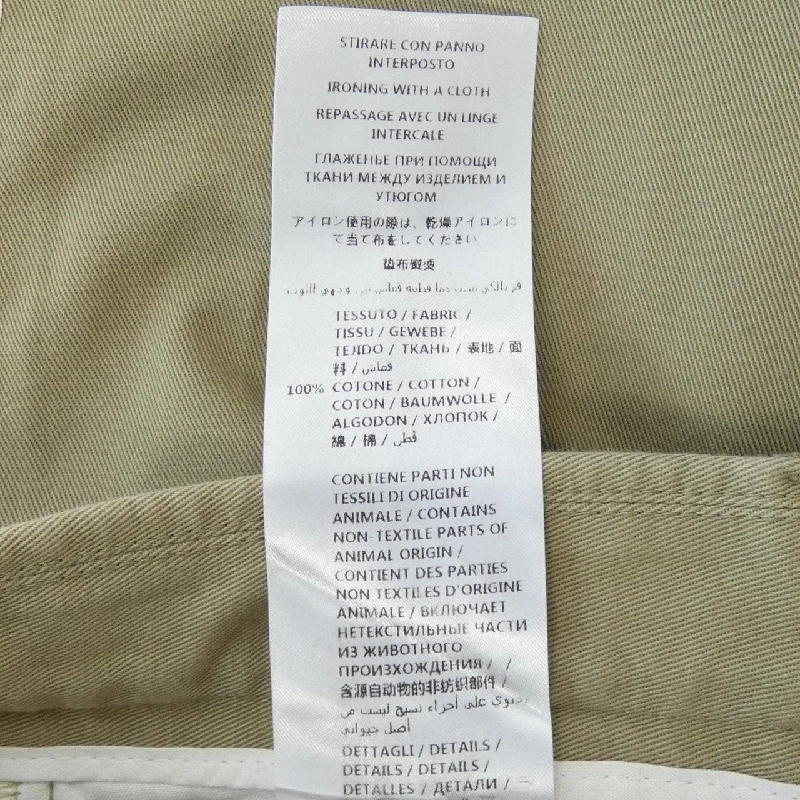 STIRARE CON PANNO
INTERPOSTO
IRONING WITH A CLOTH
REPASSAGE AVEC UN LINGE
INTERCALE
ГЛАЖЕНЬЕ ПРИ ПОМОЩИ
ТКАНИ МЕЖДУ ИЗДЕЛИЕМ И
УТЮГОМ
アイロン使用の際は、乾燥アイロンに
て当て布をしてください
垫布熨烫
TESSUTO / FABRIC /
TISSU / GEWEBE /
TEJIDO / ТКАНЬ / 表地 / 面
料 / قماش
100% COTONE / COTTON /
COTON / BAUMWOLLE /
ALGODON / ХЛОПОК /
綿 / 棉 / قطن
CONTIENE PARTI NON
TESSILI DI ORIGINE
ANIMALE / CONTAINS
NON-TEXTILE PARTS OF
ANIMAL ORIGIN /
CONTIENT DES PARTIES
NON TEXTILES D'ORIGINE
ANIMALE / ВКЛЮЧАЕТ
НЕТЕКСТИЛЬНЫЕ ЧАСТИ
ИЗ ЖИВОТНОГО
ПРОИЗХОЖДЕНИЯ / /
含源自动物的非纺织部件 /
على أجزاء نسيج ليست من
أصل حيواني
DETTAGLI / DETAILS /
DETAILS / DETAILS /
DETALLES / ДЕТАЛИ /